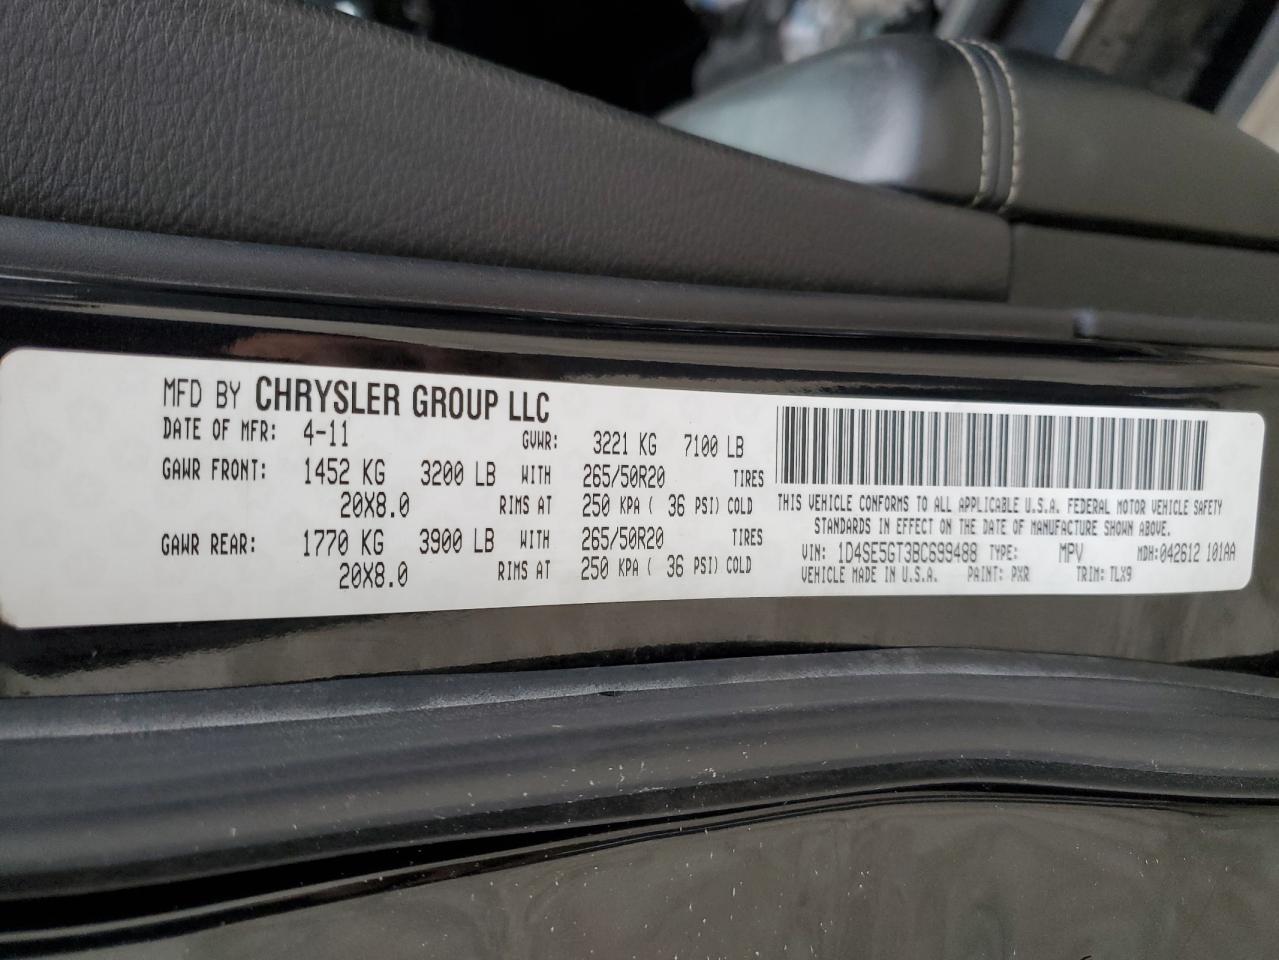 MFD BY CHRYSLER GROUP LLC
DATE OF MFR: 4-11 GVWR: 3221 KG 7100 LB
GAWR FRONT: 1452 KG 3200 LB WITH 265/50R20 TIRES
20X8.0 RIMS AT 250 KPA ( 36 PSI) COLD
GAWR REAR: 1770 KG 3900 LB WITH 265/50R20 TIRES
20X8.0 RIMS AT 250 KPA ( 36 PSI) COLD
THIS VEHICLE CONFORMS TO ALL APPLICABLE U.S.A. FEDERAL MOTOR VEHICLE SAFETY
STANDARDS IN EFFECT ON THE DATE OF MANUFACTURE SHOWN ABOVE.
VIN: 1D4SE5GT3BC699488 TYPE: MPV MDH:042612 101AA
VEHICLE MADE IN U.S.A. PAINT: PXR TRIM: TLX9